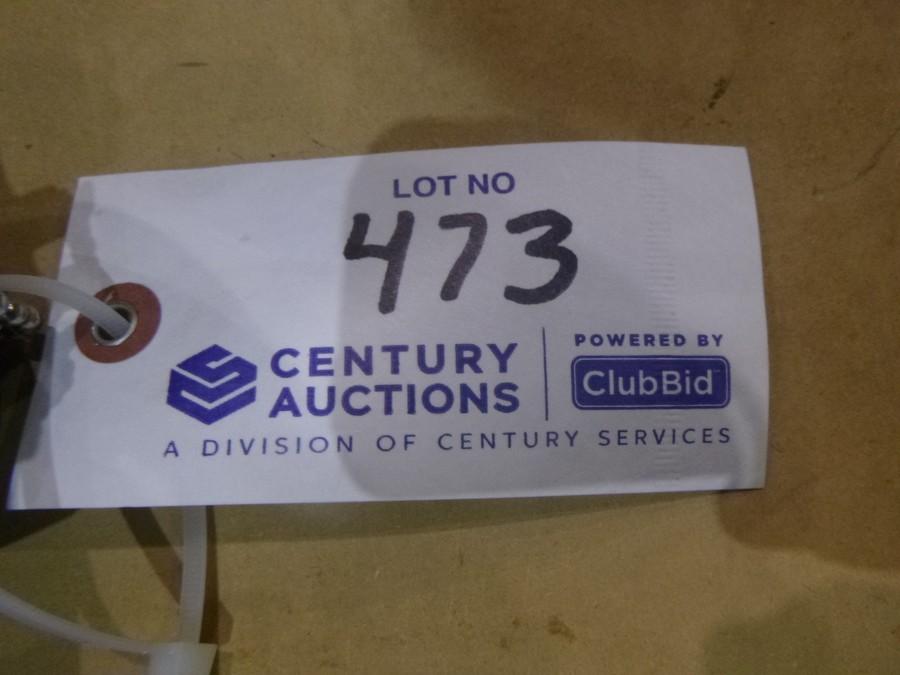 LOT NO
473
CENTURY
AUCTIONS
POWERED BY
ClubBid
A DIVISION OF CENTURY SERVICES